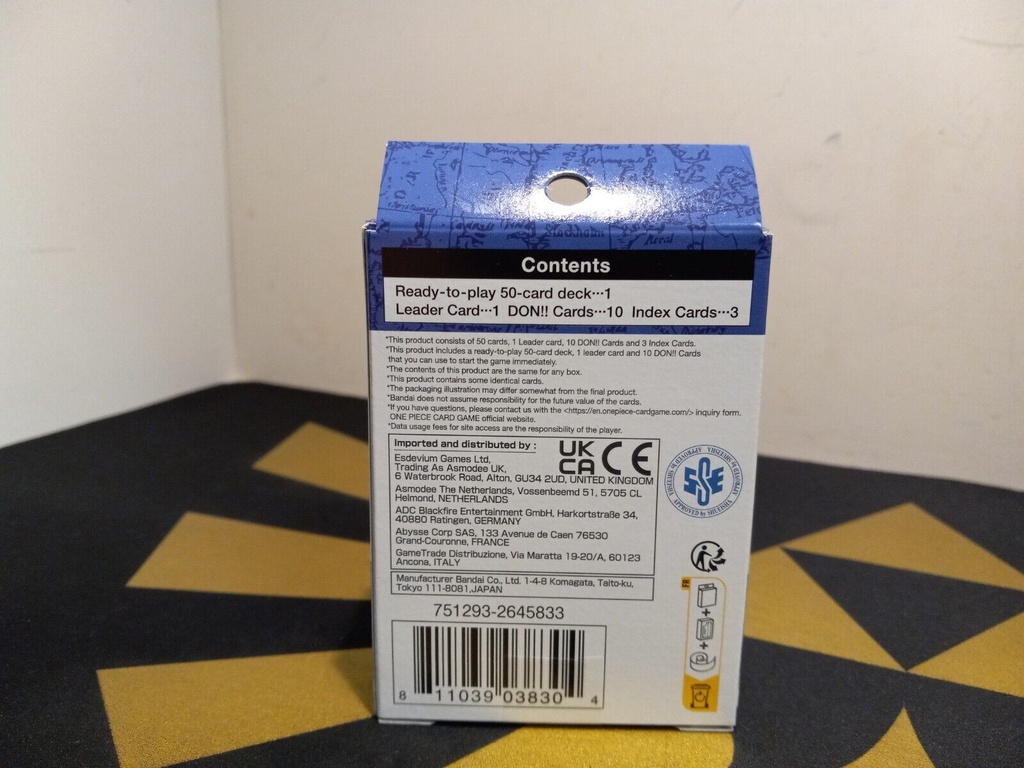 Stockholm
Contents
Ready-to-play 50-card deck···1
Leader Card···1 DON!! Cards···10 Index Cards···3
*This product consists of 50 cards, 1 Leader card, 10 DON!! Cards and 3 Index Cards.
*This product includes a ready-to-play 50-card deck, 1 leader card and 10 DON!! Cards
that you can use to start the game immediately.
*The contents of this product are the same for any box.
*This product contains some identical cards.
*The packaging illustration may differ somewhat from the final product.
*Bandai does not assume responsibility for the future value of the cards.
*If you have questions, please contact us with the <https://en.onepiece-cardgame.com/> inquiry form.
ONE PIECE CARD GAME official website.
*Data usage fees for site access are the responsibility of the player.
Imported and distributed by :
UK
CA CE
Esdevium Games Ltd,
Trading As Asmodee UK,
6 Waterbrook Road, Alton, GU34 2UD, UNITED KINGDOM
Asmodee The Netherlands, Vossenbeemd 51, 5705 CL
Helmond, NETHERLANDS
ADC Blackfire Entertainment GmbH, Harkortstraße 34,
40880 Ratingen, GERMANY
Abysse Corp SAS, 133 Avenue de Caen 76530
Grand-Couronne, FRANCE
GameTrade Distribuzione, Via Maratta 19-20/A, 60123
Ancona, ITALY
Manufacturer Bandai Co., Ltd. 1-4-8 Komagata, Taito-ku,
Tokyo 111-8081,JAPAN
751293-2645833
8 11039 03830 4
SSE
APPROVED by SHUEISHA
FR
+
+